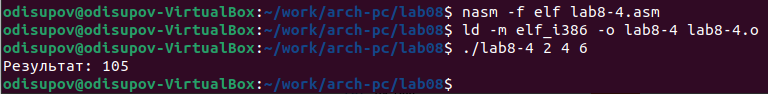 odisupov@odisupov-VirtualBox:~/work/arch-pc/lab08$ nasm -f elf lab8-4.asm
odisupov@odisupov-VirtualBox:~/work/arch-pc/lab08$ ld -m elf_i386 -o lab8-4 lab8-4.o
odisupov@odisupov-VirtualBox:~/work/arch-pc/lab08$ ./lab8-4 2 4 6
Результат: 105
odisupov@odisupov-VirtualBox:~/work/arch-pc/lab08$